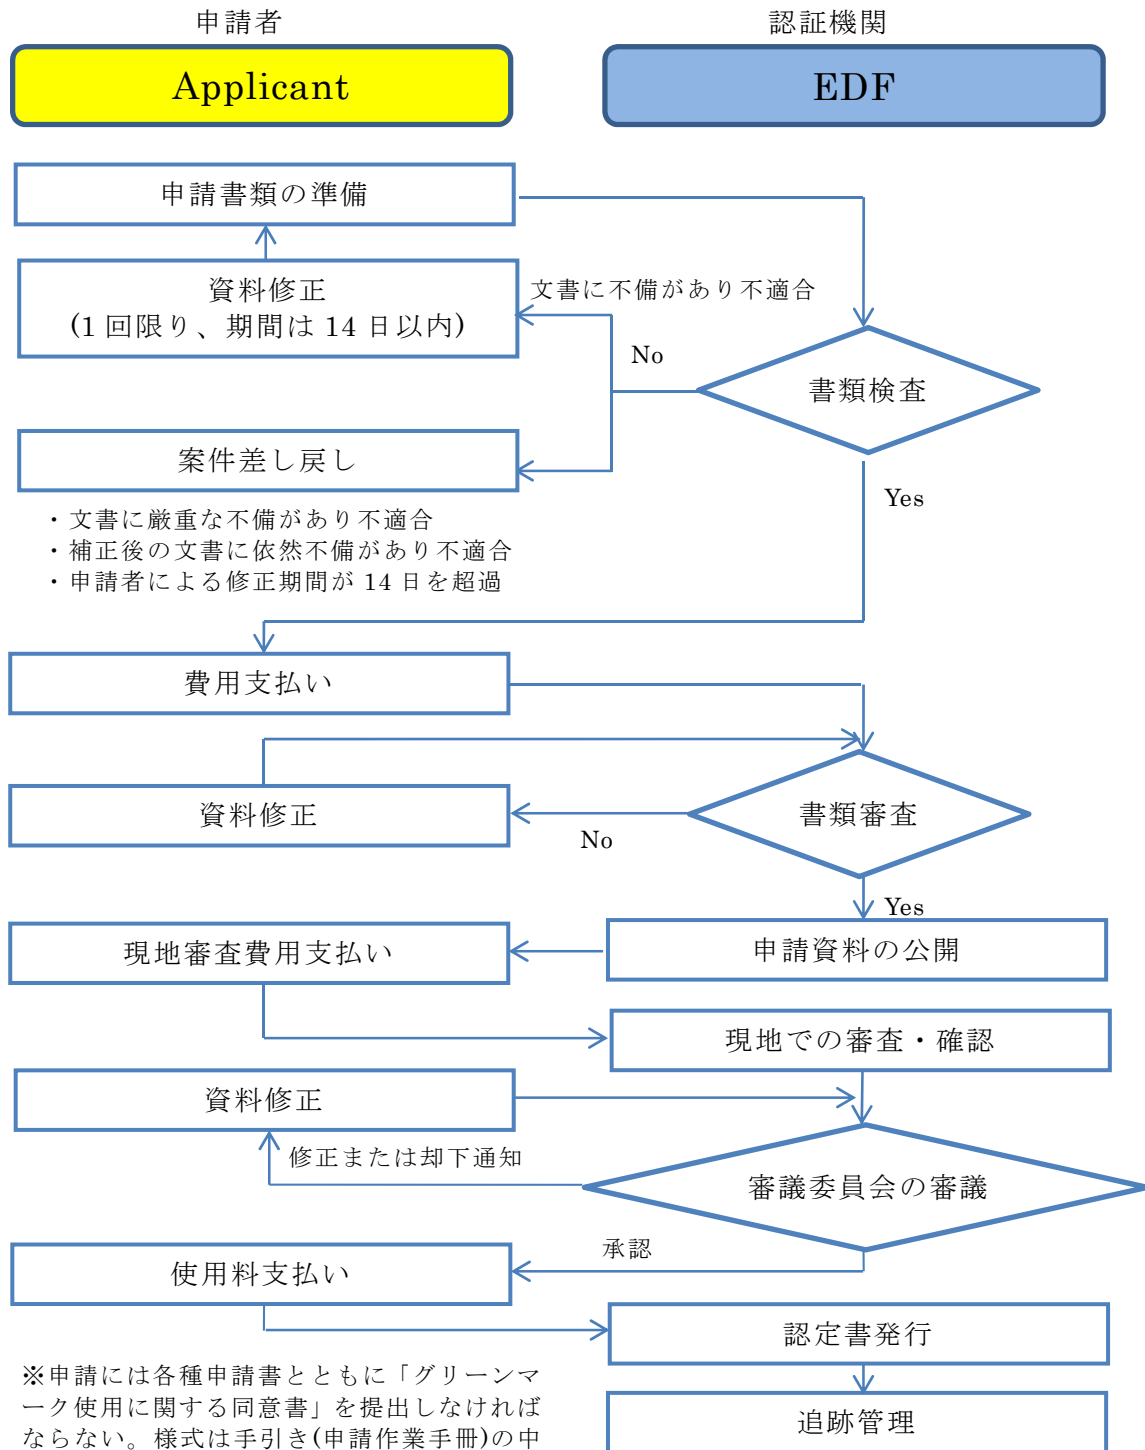 申請者
認証機関
Applicant
EDF
申請書類の準備
資料修正
(1 回限り、期間は 14 日以内)
文書に不備があり不適合
No
書類検査
案件差し戻し
Yes
・文書に厳重な不備があり不適合
・補正後の文書に依然不備があり不適合
・申請者による修正期間が 14 日を超過
費用支払い
資料修正
No
書類審査
Yes
現地審査費用支払い
申請資料の公開
現地での審査・確認
資料修正
修正または却下通知
審議委員会の審議
承認
使用料支払い
認定書発行
※申請には各種申請書とともに「グリーンマ
ーク使用に関する同意書」を提出しなければ
ならない。様式は手引き(申請作業手冊)の中
追跡管理